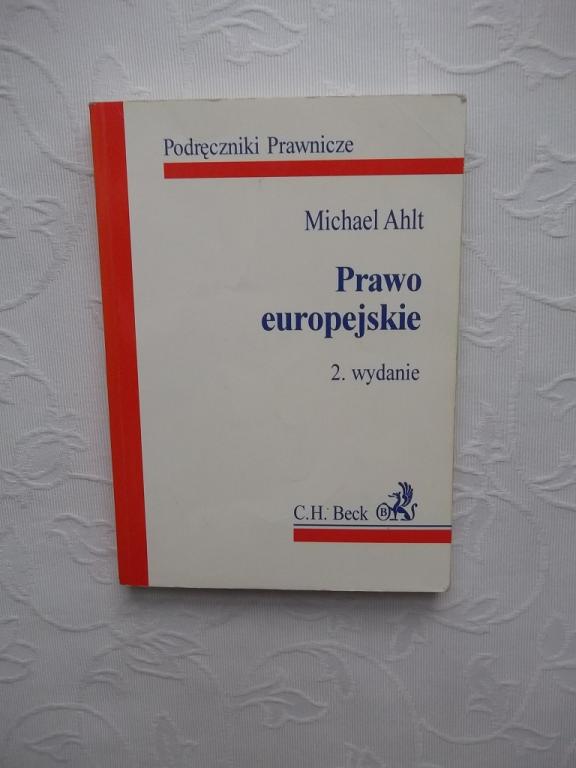 Podręczniki Prawnicze
Michael Ahlt
Prawo
europejskie
2. wydanie
C.H. Beck B